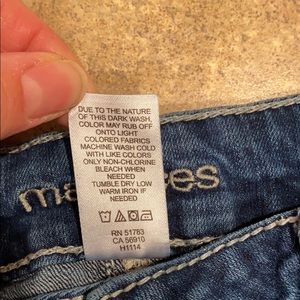 DUE TO THE NATURE
OF THIS DARK WASH,
COLOR MAY RUB OFF
ONTO LIGHT
COLORED FABRICS
MACHINE WASH COLD
WITH LIKE COLORS
ONLY NON-CHLORINE
BLEACH WHEN
NEEDED
TUMBLE DRY LOW
WARM IRON IF
NEEDED
RN 51783
CA 56910
H1114